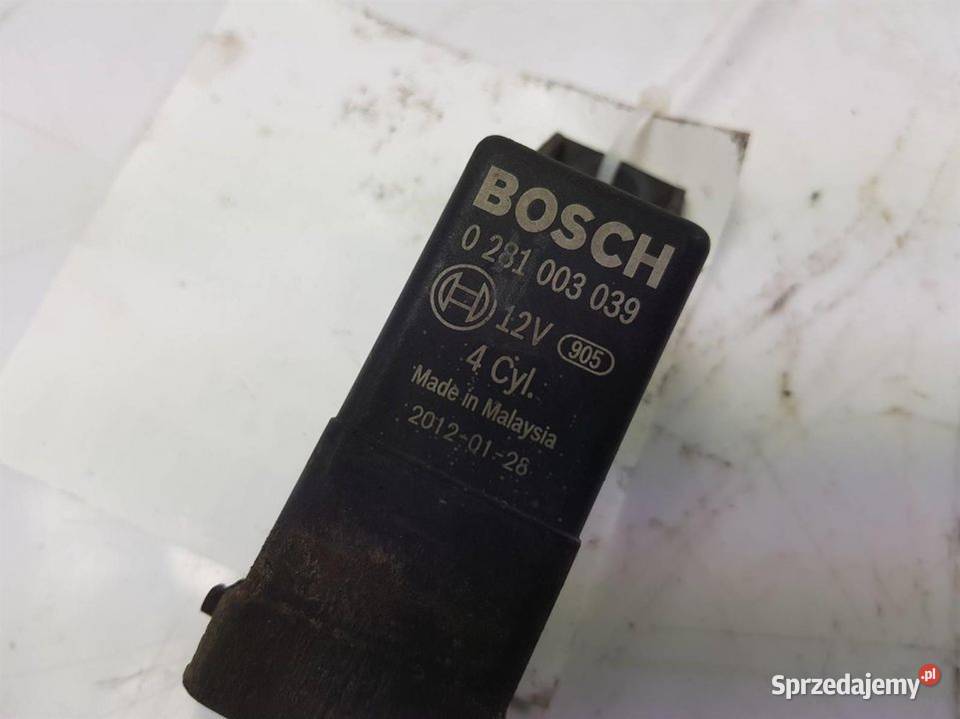 BOSCH
0 281 003 039
12V 905
4 Cyl.
Made in Malaysia
2012-01-28
Sprzedajemy.pl